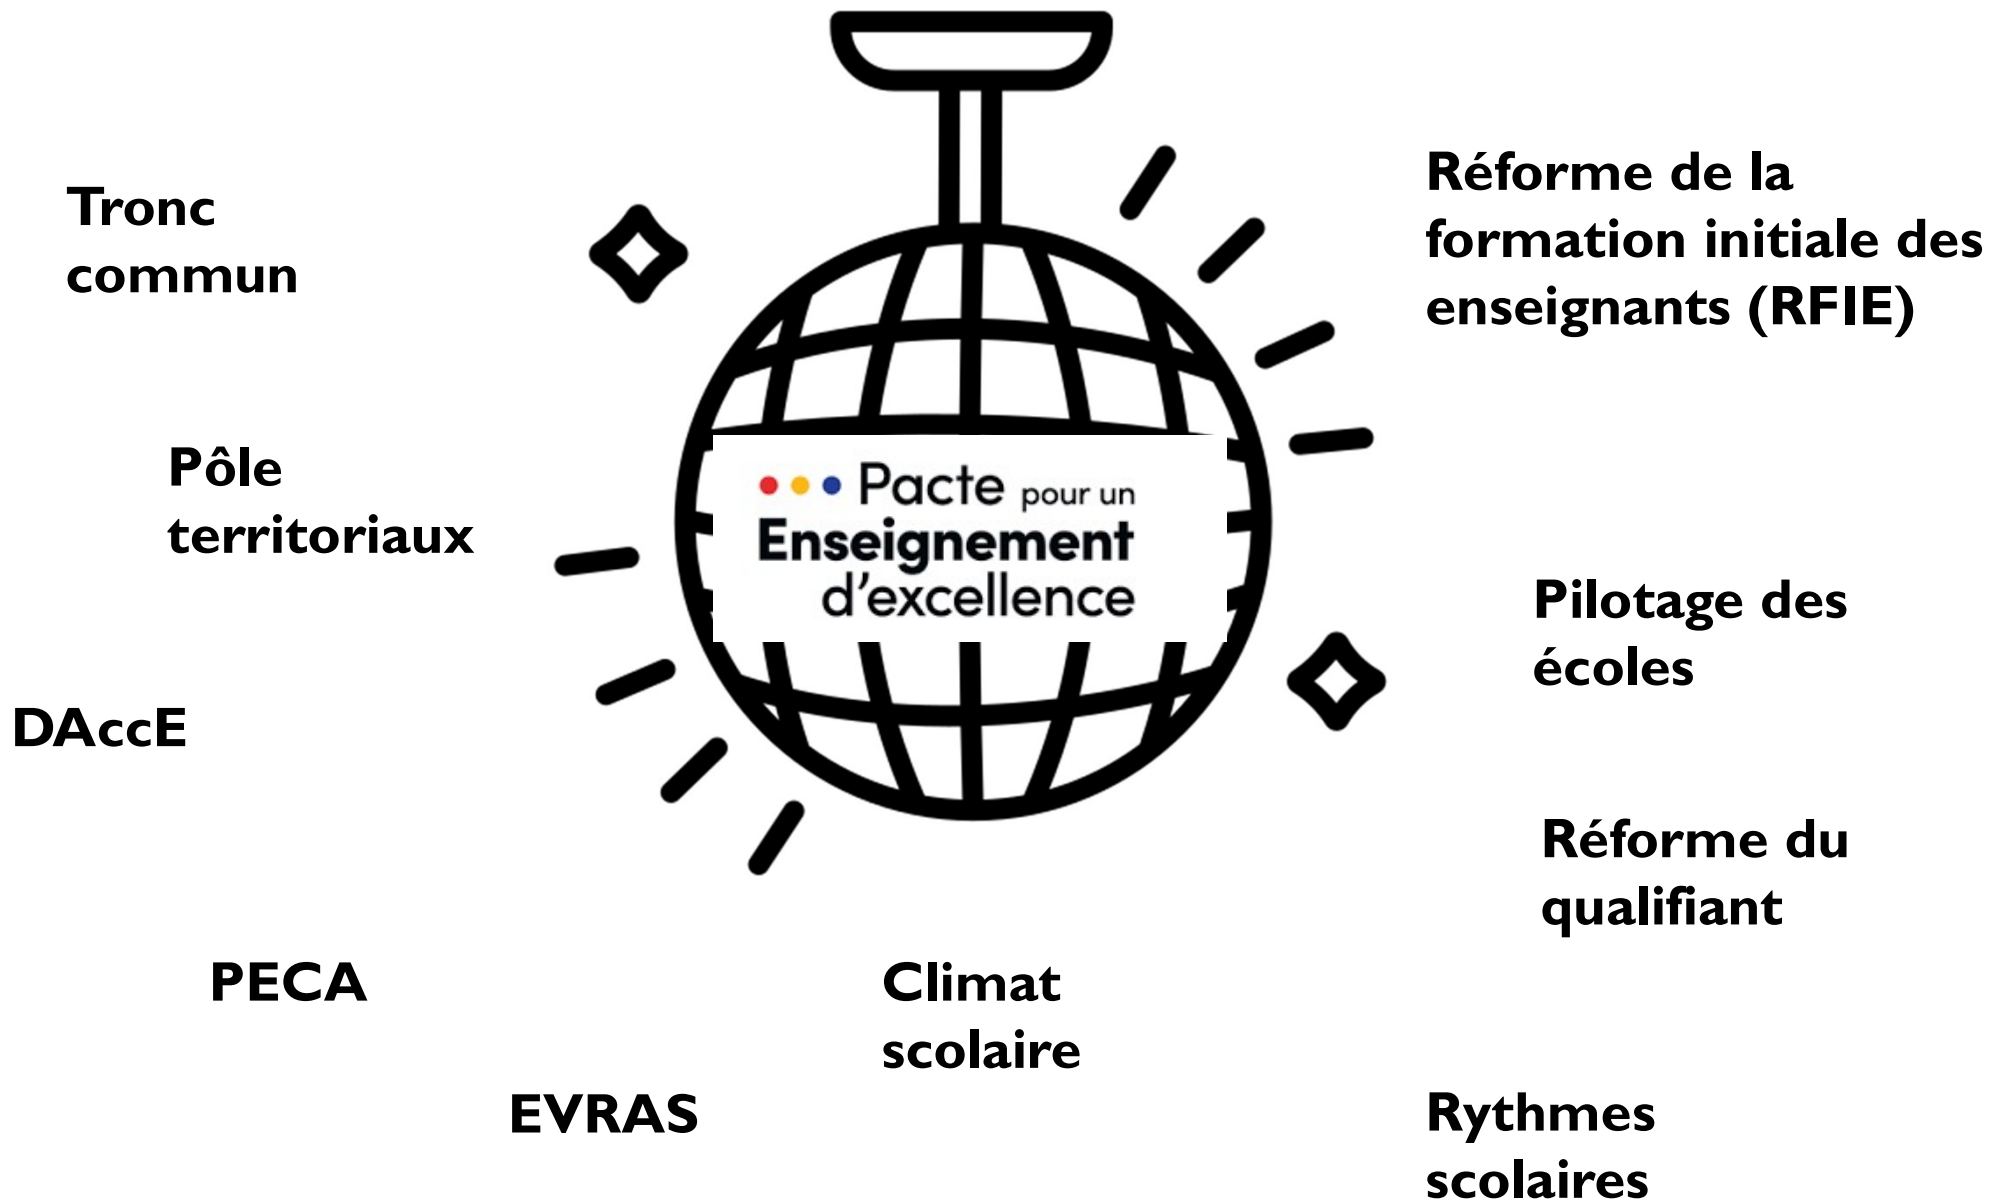 Tronc
commun
Réforme de la
formation initiale des
enseignants (RFIE)
Pôle
territoriaux
Pacte pour un
Enseignement
d’excellence
Pilotage des
écoles
DAccE
Réforme du
qualifiant
PECA
Climat
scolaire
EVRAS
Rythmes
scolaires